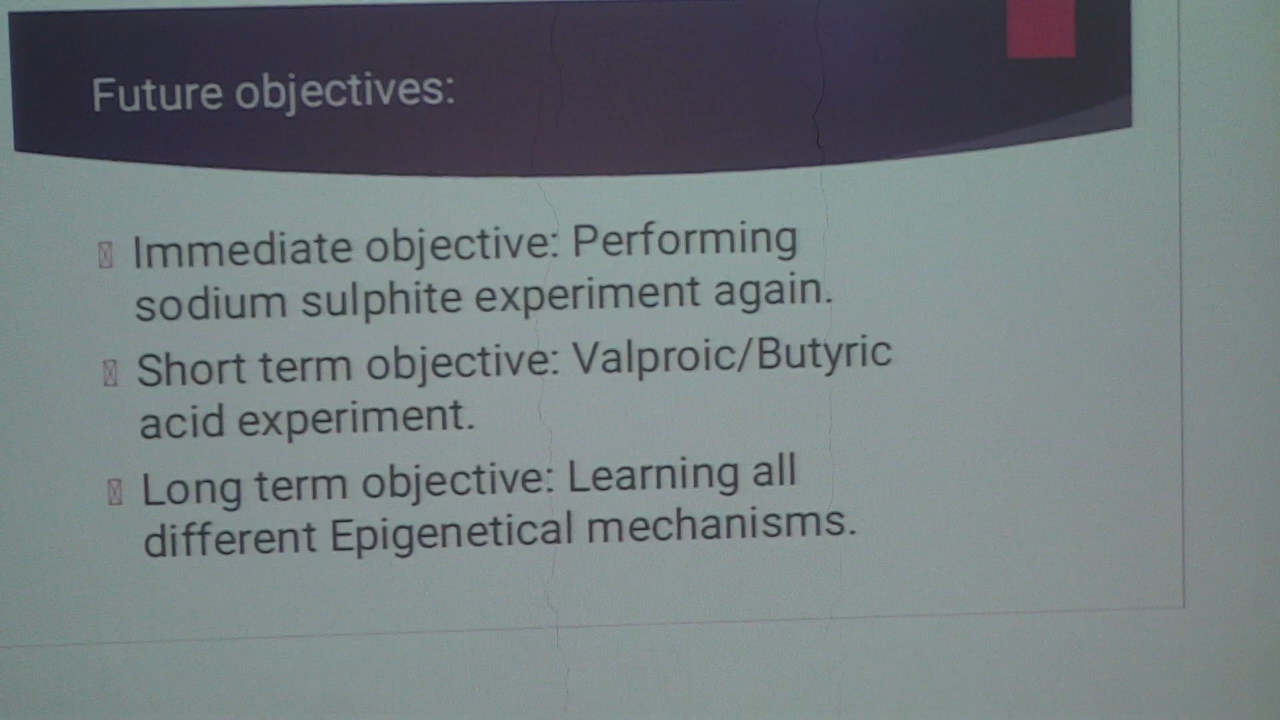 Future objectives:
Immediate objective: Performing
sodium sulphite experiment again.
Short term objective: Valproic/Butyric
acid experiment.
Long term objective: Learning all
different Epigenetical mechanisms.